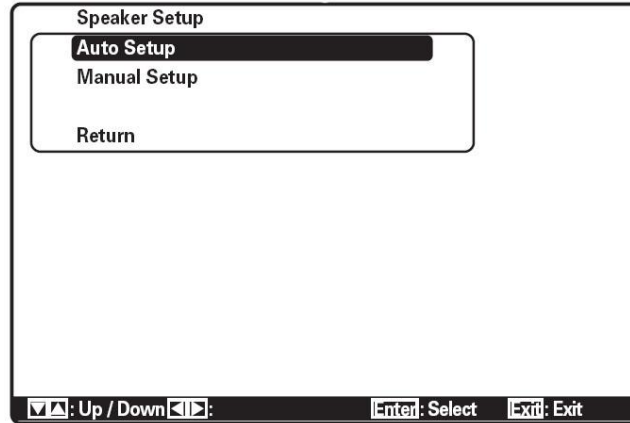 Speaker Setup
Auto Setup
Manual Setup
Return
▼▲: Up / Down ◀▶: Enter: Select Exit: Exit